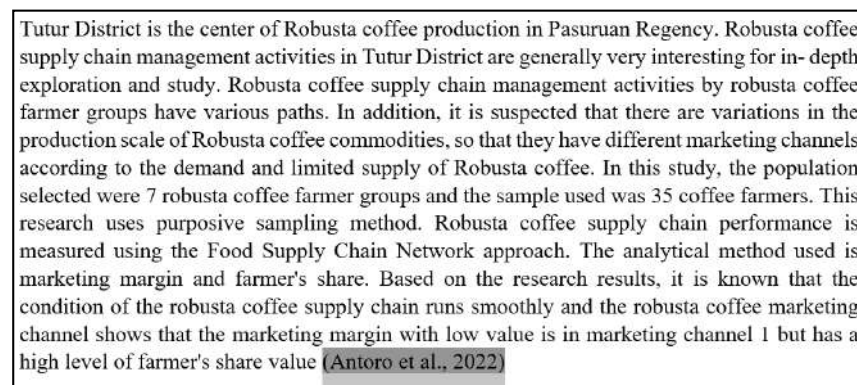 Tutur District is the center of Robusta coffee production in Pasuruan Regency. Robusta coffee
supply chain management activities in Tutur District are generally very interesting for in- depth
exploration and study. Robusta coffee supply chain management activities by robusta coffee
farmer groups have various paths. In addition, it is suspected that there are variations in the
production scale of Robusta coffee commodities, so that they have different marketing channels
according to the demand and limited supply of Robusta coffee. In this study, the population
selected were 7 robusta coffee farmer groups and the sample used was 35 coffee farmers. This
research uses purposive sampling method. Robusta coffee supply chain performance is
measured using the Food Supply Chain Network approach. The analytical method used is
marketing margin and farmer's share. Based on the research results, it is known that the
condition of the robusta coffee supply chain runs smoothly and the robusta coffee marketing
channel shows that the marketing margin with low value is in marketing channel 1 but has a
high level of farmer's share value (Antoro et al., 2022)